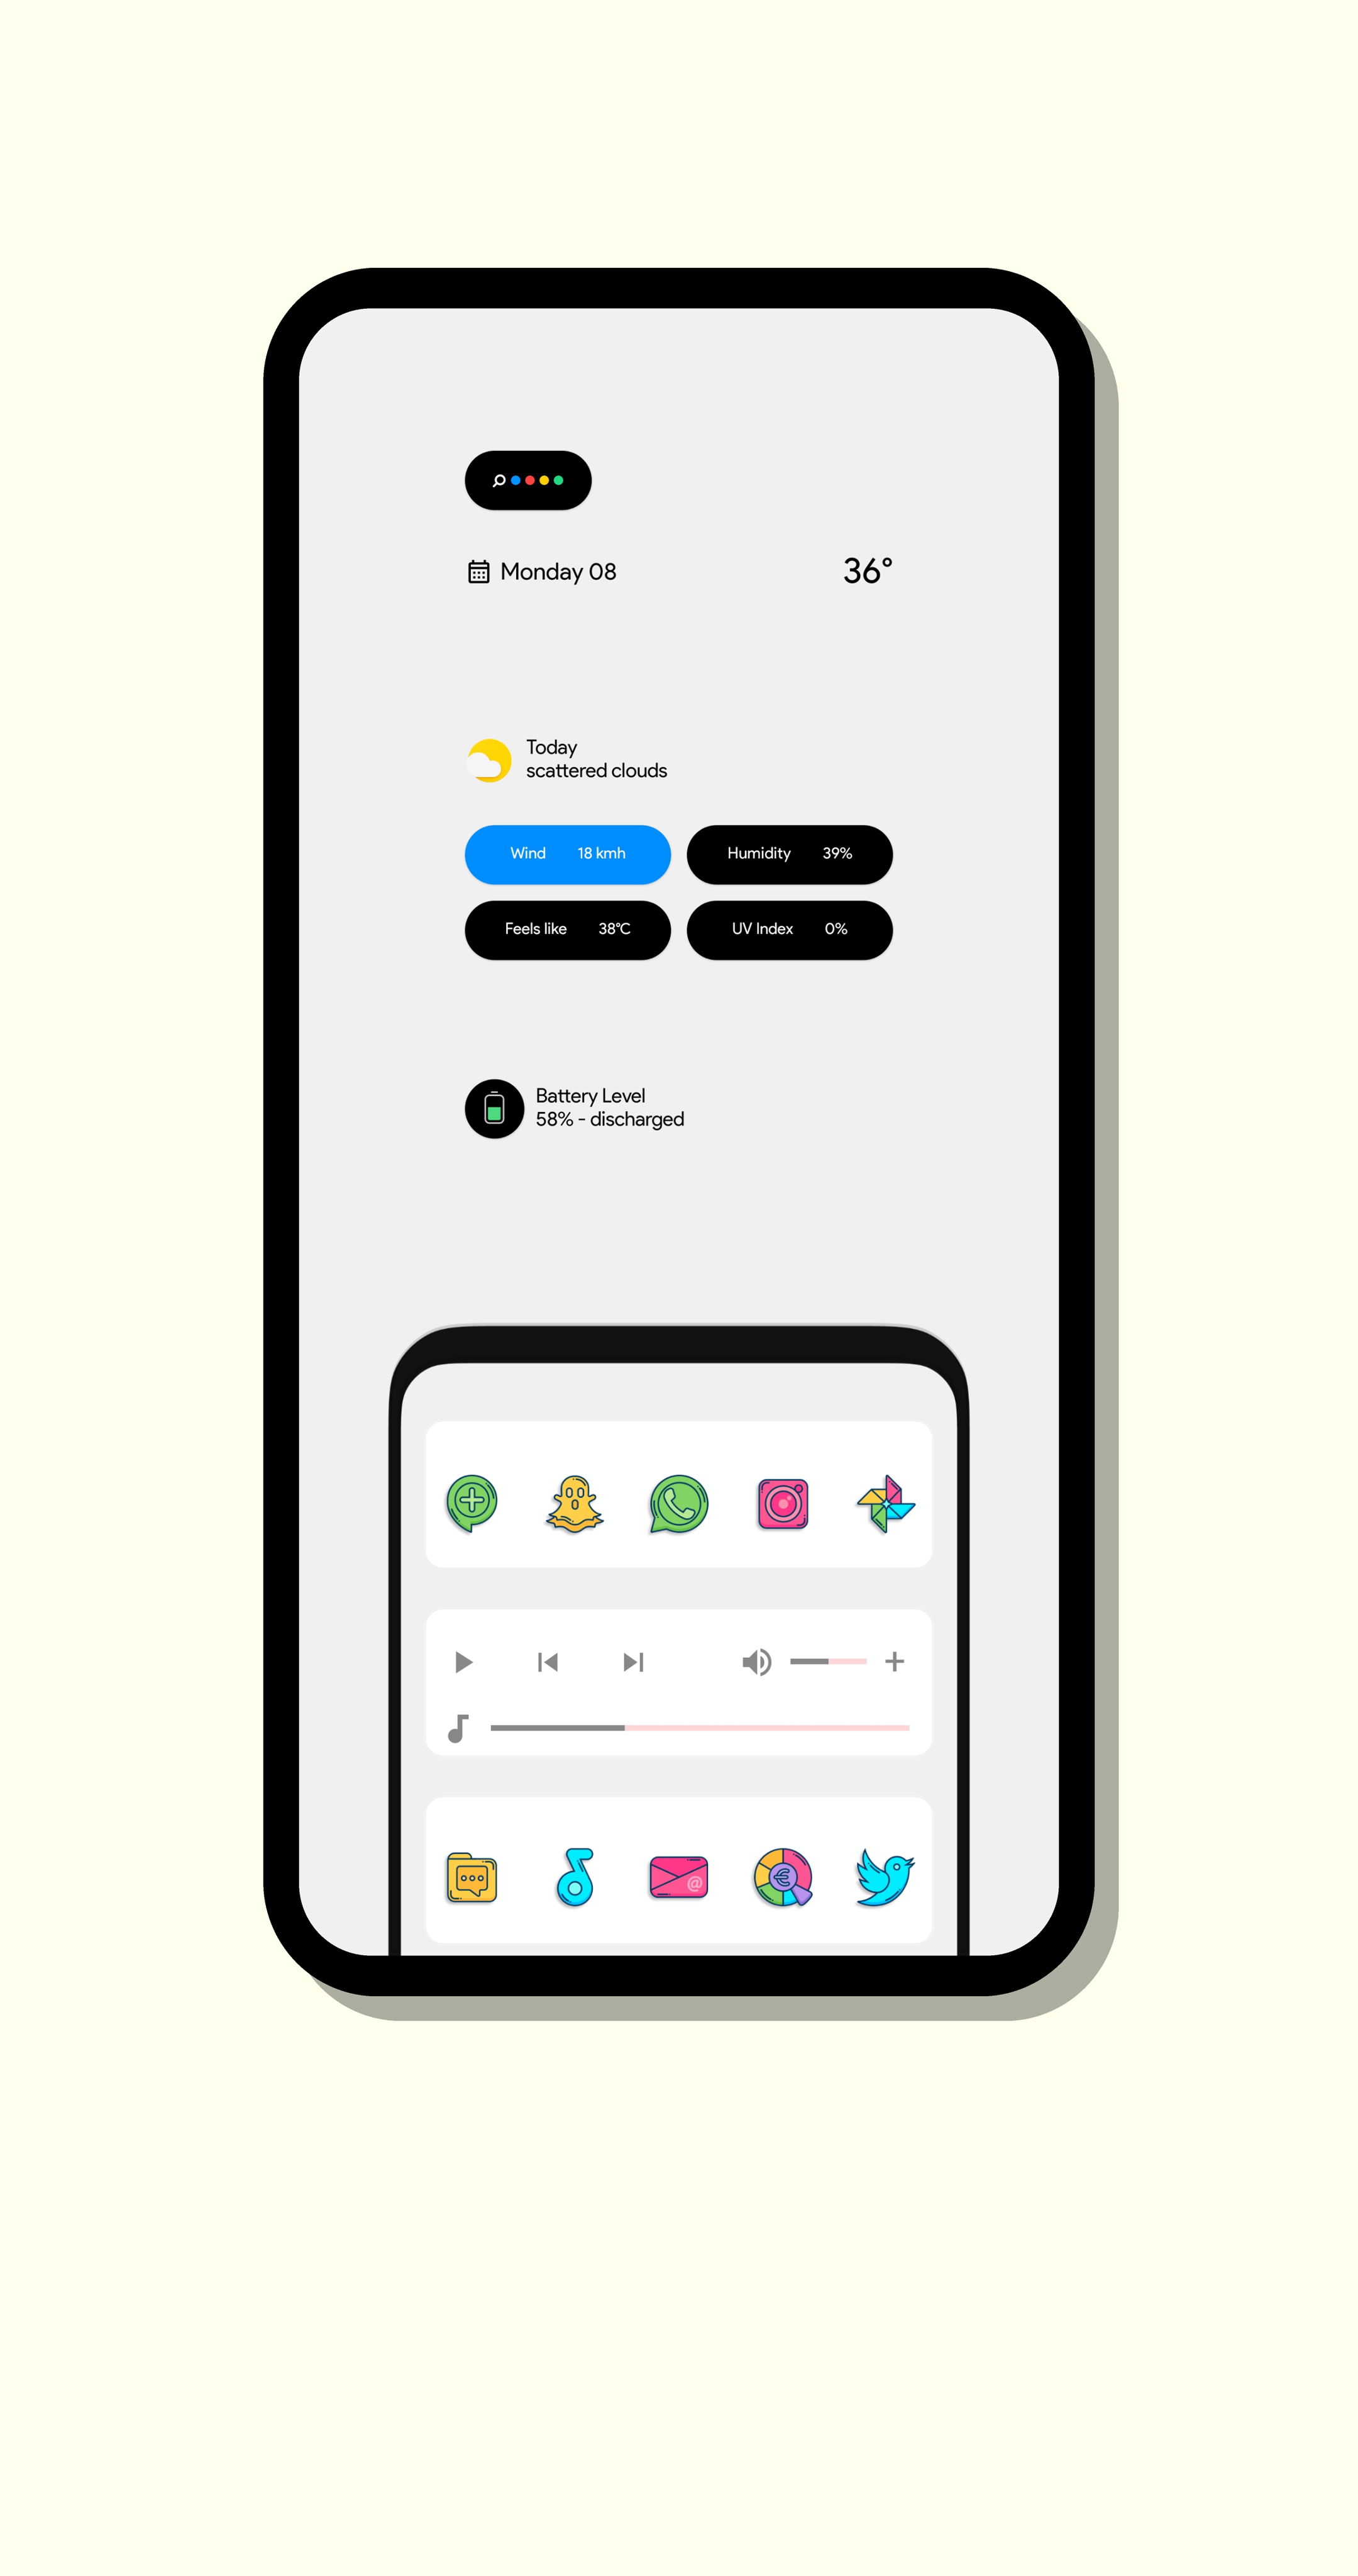 Monday 08
36°
Today
scattered clouds
Wind 18 kmh
Humidity 39%
Feels like 38°C
UV Index 0%
Battery Level
58% - discharged
@
€